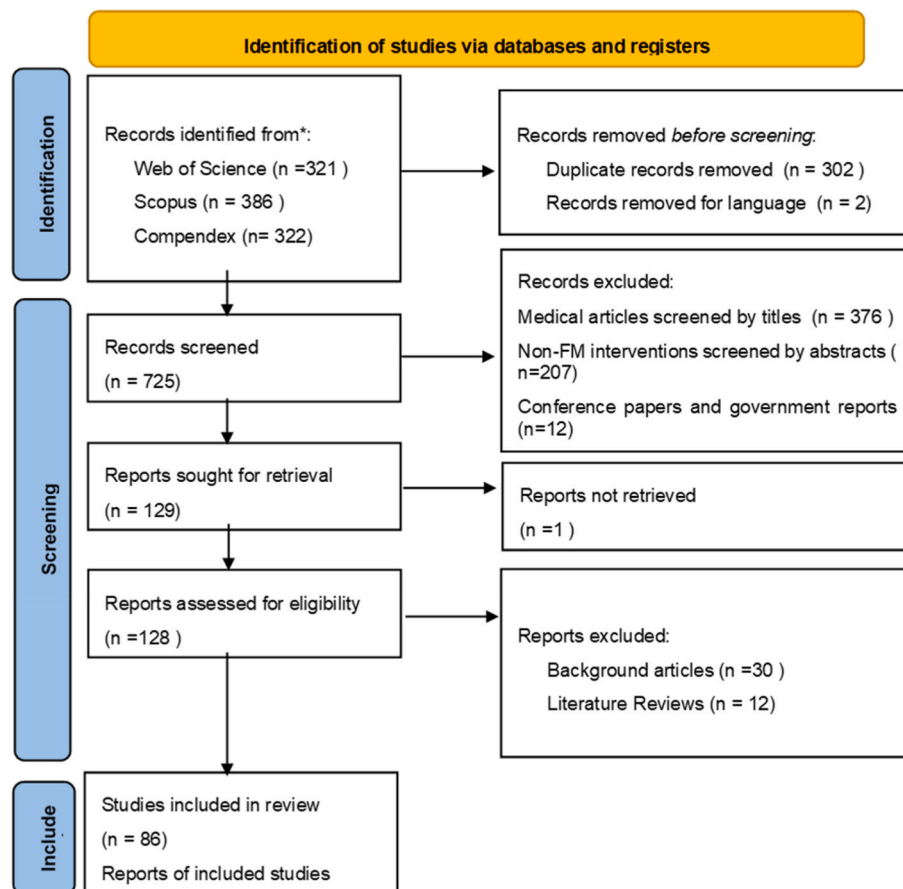 Identification of studies via databases and registers
Identification
Records identified from*:
Web of Science (n =321 )
Scopus (n = 386 )
Compendex (n= 322)
Records removed before screening:
Duplicate records removed  (n = 302 )
Records removed for language  (n = 2)
Screening
Records screened
(n = 725)
Records excluded:
Medical articles screened by titles  (n = 376 )
Non-FM interventions screened by abstracts (
n=207)
Conference papers and government reports
(n=12)
Reports sought for retrieval
(n = 129)
Reports not retrieved
(n =1 )
Reports assessed for eligibility
(n =128 )
Reports excluded:
Background articles (n =30 )
Literature Reviews (n = 12)
Include
Studies included in review
(n = 86)
Reports of included studies